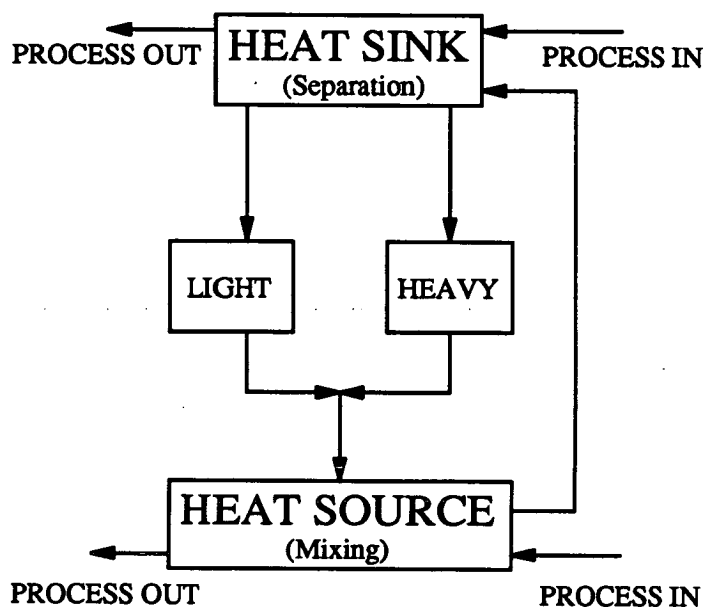 HEAT SINK
(Separation)
PROCESS OUT
PROCESS IN
LIGHT
HEAVY
HEAT SOURCE
(Mixing)
PROCESS OUT
PROCESS IN